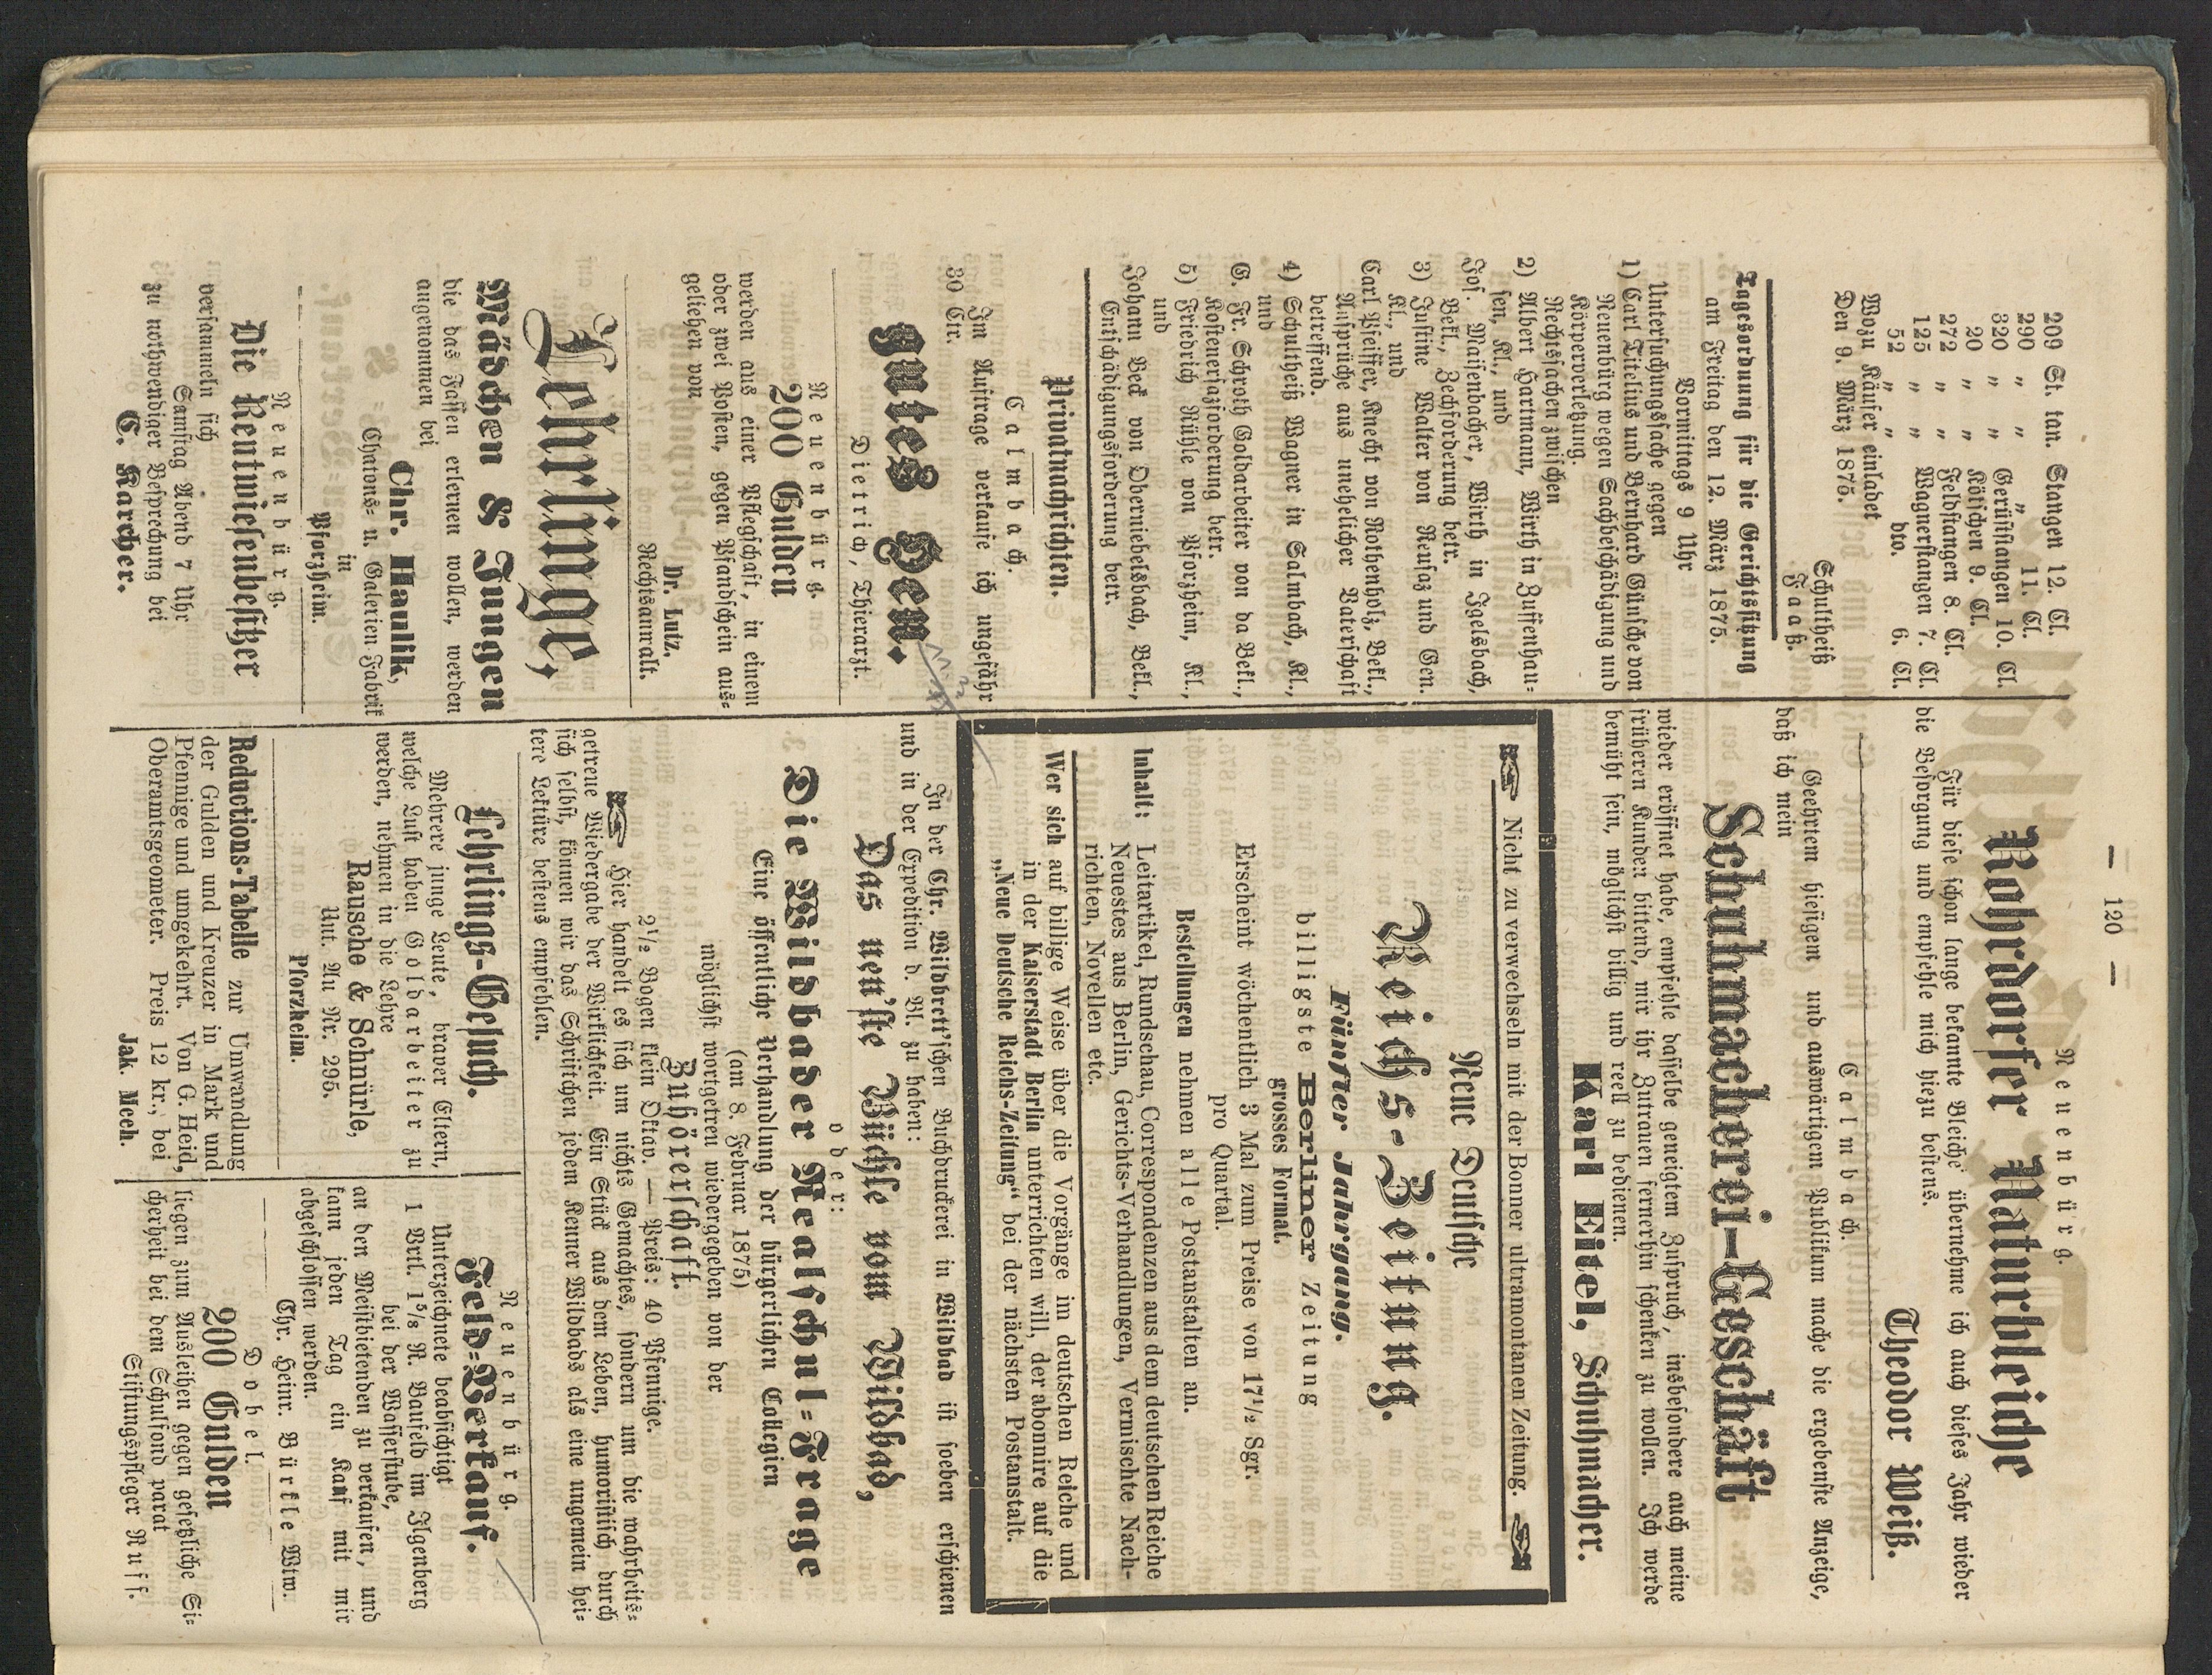 — 120 —
209 St. tan. Stangen 12. Cl.
290 „ „ „ 11. Cl.
320 „ „ Gerüststangen 10. Cl.
20 „ „ Kötschen 9. Cl.
272 „ „ Feldstangen 8. Cl.
125 „ „ Wagnerstangen 7. Cl.
52 „ „ dto. 6. Cl.
Wozu Käufer einladet
Den 9. März 1875.
Schultheiß
Faaß.
Tagesordnung für die Gerichtssitzung
am Freitag den 12. März 1875.
Vormittags 9 Uhr
Untersuchungssache gegen
1) Carl Titelius und Bernhard Günsche von
Neuenbürg wegen Sachbeschädigung und
Körperverletzung.
Rechtssachen zwischen
2) Albert Hartmann, Wirth in Zuffenhau-
sen, Kl., und
Jos. Maisenbacher, Wirth in Igelsbach,
Bekl., Zechforderung betr.
3) Justine Walter von Neusaz und Gen.
Kl., und
Carl Pfeiffer, Knecht von Rothenholz, Bekl.,
Ansprüche aus unehelicher Vaterschaft
betreffend.
4) Schultheiß Wagner in Salmbach, Kl.,
und
G. Fr. Schroth Goldarbeiter von da Bekl.,
Kostenersazforderung betr.
5) Friedrich Rühle von Pforzheim, Kl.,
und
Johann Beck von Oberniebelsbach, Bekl.,
Entschädigungsforderung betr.
Privatnachrichten.
Calmbach.
Im Auftrage verkaufe ich ungefähr
30 Ctr.
gutes Heu.
Dietrich, Thierarzt.
Neuenbürg.
200 Gulden
werden aus einer Pflegschaft, in einem
oder zwei Posten, gegen Pfandschein aus-
geliehen von
Dr. Lutz.
Rechtsanwalt.
Lehrlinge,
Mädchen & Jungen
die das Fassen erlernen wollen, werden
angenommen bei
Chr. Haulik,
Chatons- u. Galerien-Fabrik
in
Pforzheim.
Neuenbürg.
Die Rentwiesenbesitzer
versammeln sich
Samstag Abend 7 Uhr
zu nothwendiger Besprechung bei
C. Karcher.
Neuenbürg.
Rohrdorfer Naturbleiche
Für diese schon lange bekannte Bleiche übernehme ich auch dieses Jahr wieder
die Besorgung und empfehle mich hiezu bestens.
Theodor Weiß.
Calmbach.
Geehrtem hiesigen und auswärtigem Publikum mache die ergebenste Anzeige,
daß ich mein
Schuhmacherei-Geschäft
wieder eröffnet habe, empfehle dasselbe geneigtem Zuspruch, insbesondere auch meine
früheren Kunden bittend, mir ihr Zutrauen fernerhin schenken zu wollen. Ich werde
bemüht sein, möglichst billig und reell zu bedienen.
Karl Eitel, Schuhmacher.
Nicht zu verwechseln mit der Bonner ultramontanen Zeitung.
Neue Deutsche
Reichs-Zeitung.
Fünfter Jahrgang.
billigste Berliner Zeitung
grosses Format.
Erscheint wöchentlich 3 Mal zum Preise von 17½ Sgr.
pro Quartal.
Bestellungen nehmen alle Postanstalten an.
Inhalt: Leitartikel, Rundschau, Correspondenzen aus dem deutschen Reiche
Neuestes aus Berlin, Gerichts-Verhandlungen, Vermischte Nach-
richten, Novellen etc.
Wer sich auf billige Weise über die Vorgänge im deutschen Reiche und
in der Kaiserstadt Berlin unterrichten will, der abonnire auf die
„Neue Deutsche Reichs-Zeitung“ bei der nächsten Postanstalt.
In der Chr. Wildbrett'schen Buchdruckerei in Wildbad ist soeben erschienen
und in der Expedition d. Bl. zu haben:
Das neu'ste Büchle vom Wildbad,
oder:
Die Wildbader Realschul-Frage
Eine öffentliche Verhandlung der bürgerlichen Collegien
(am 8. Februar 1875)
möglichst wortgetreu wiedergegeben von der
Zuhörerschaft.
2½ Bogen klein Oktav. — Preis: 40 Pfennige.
Hier handelt es sich um nichts Gemachtes, sondern um die wahrheits-
getreue Wiedergabe der Wirklichkeit. Ein Stück aus dem Leben, humoristisch durch
sich selbst, können wir das Schriftchen jedem Kenner Wildbads als eine ungemein hei-
tere Lektüre bestens empfehlen.
Lehrlings-Gesuch.
Mehrere junge Leute, braver Eltern,
welche Lust haben Goldarbeiter zu
werden, nehmen in die Lehre
Rausche & Schnürle,
Unt. Au Nr. 295.
Pforzheim.
Reductions-Tabelle zur Umwandlung
der Gulden und Kreuzer in Mark und
Pfennige und umgekehrt. Von G. Heid,
Oberamtsgeometer. Preis 12 kr., bei
Jak. Meeh.
Neuenbürg.
Feld-Verkauf.
Unterzeichnete beabsichtigt
1 Vrtl. 1⅝ R. Baufeld im Ilgenberg
bei der Wasserstube,
an den Meistbietenden zu verkaufen, und
kann jeden Tag ein Kauf mit mir
abgeschlossen werden.
Chr. Heinr. Bürkle Wtw.
Dobel.
200 Gulden
liegen zum Ausleihen gegen gesetzliche Si-
cherheit bei dem Schulfond parat
Stiftungspfleger Nuff.